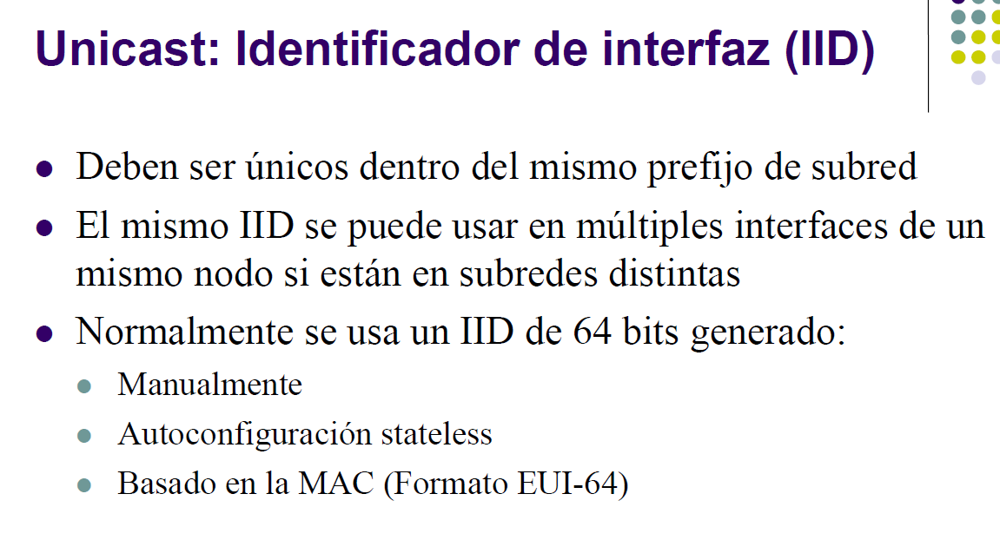 Unicast: Identificador de interfaz (IID)
Deben ser únicos dentro del mismo prefijo de subred
El mismo IID se puede usar en múltiples interfaces de un
mismo nodo si están en subredes distintas
Normalmente se usa un IID de 64 bits generado:
Manualmente
Autoconfiguración stateless
Basado en la MAC (Formato EUI-64)